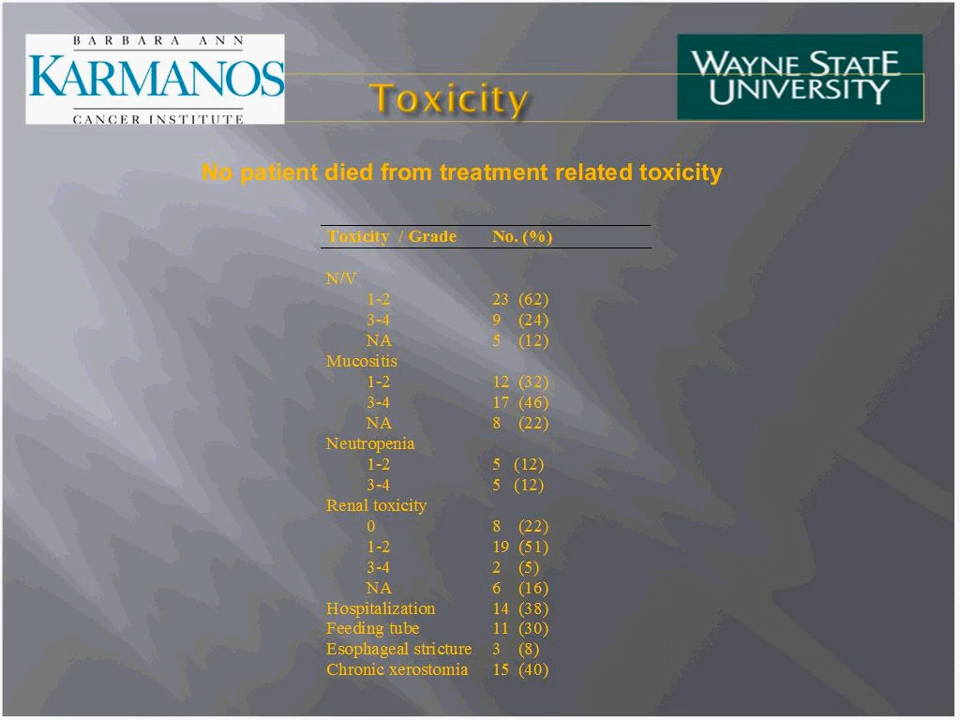 BARBARA ANN
KARMANOS
CANCER INSTITUTE
Toxicity
WAYNE STATE
UNIVERSITY
No patient died from treatment related toxicity
Toxicity / Grade No. (%)
N/V
1-2 23 (62)
3-4 9 (24)
NA 5 (12)
Mucositis
1-2 12 (32)
3-4 17 (46)
NA 8 (22)
Neutropenia
1-2 5 (12)
3-4 5 (12)
Renal toxicity
0 8 (22)
1-2 19 (51)
3-4 2 (5)
NA 6 (16)
Hospitalization 14 (38)
Feeding tube 11 (30)
Esophageal stricture 3 (8)
Chronic xerostomia 15 (40)